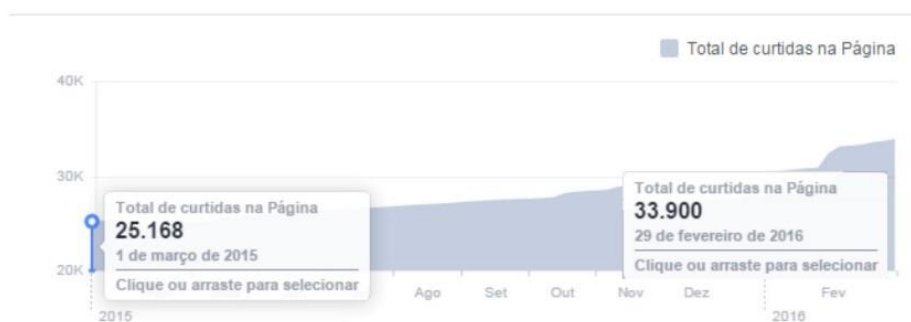 Total de curtidas na Página
40K
30K
20K
Total de curtidas na Página
25.168
1 de março de 2015
Clique ou arraste para selecionar
Total de curtidas na Página
33.900
29 de fevereiro de 2016
Clique ou arraste para selecionar
Ago Set Out Nov Dez Fev
2015 2016